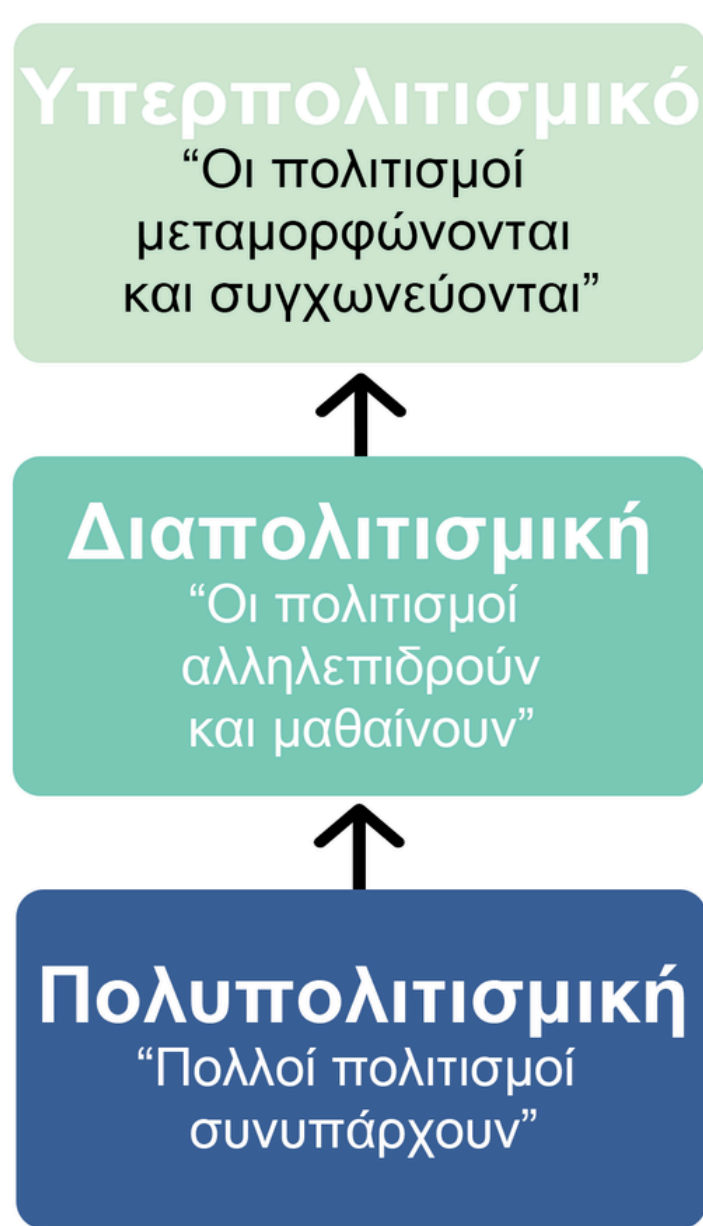 Υπερπολιτισμικό
“Οι πολιτισμοί
μεταμορφώνονται
και συγχωνεύονται”
Διαπολιτισμική
“Οι πολιτισμοί
αλληλεπιδρούν
και μαθαίνουν”
Πολυπολιτισμική
“Πολλοί πολιτισμοί
συνυπάρχουν”